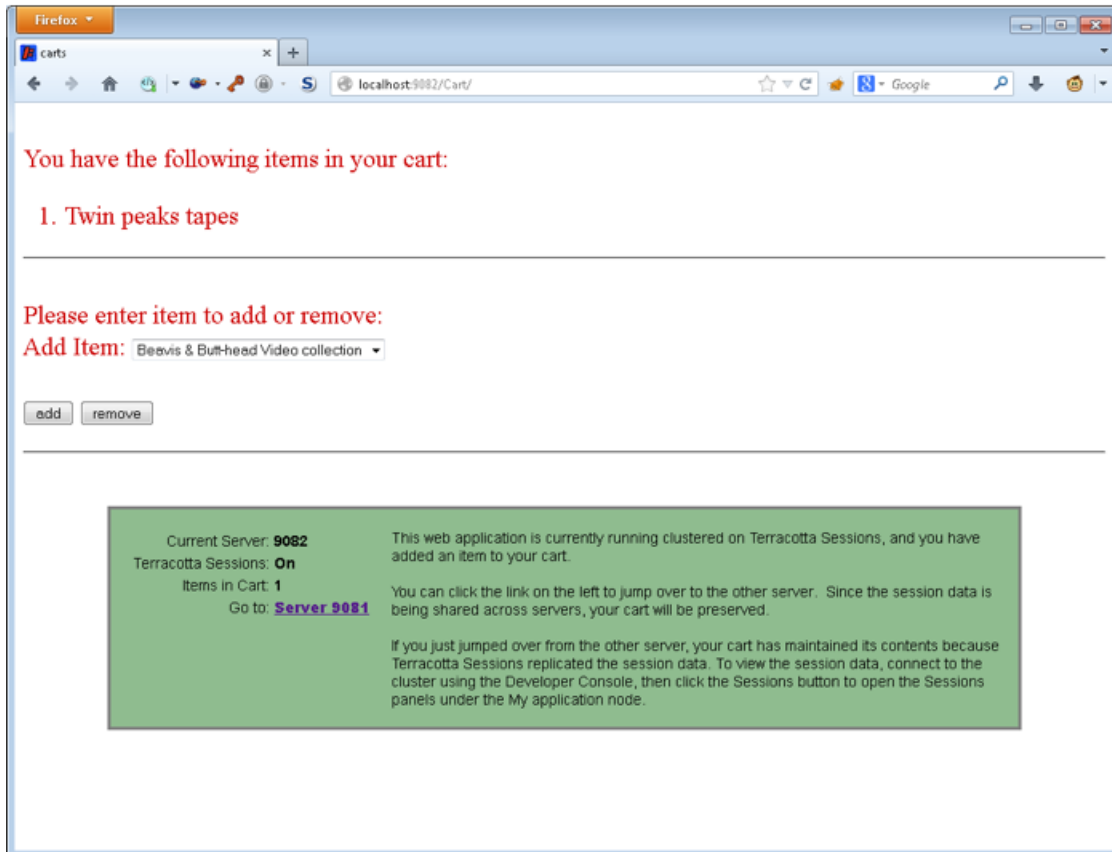 Firefox
carts
localhost:9082/Cart/
Google
You have the following items in your cart:
1. Twin peaks tapes
Please enter item to add or remove:
Add Item: Beavis & Butt-head Video collection
add remove
Current Server: 9082
Terracotta Sessions: On
Items in Cart: 1
Go to: Server 9081
This web application is currently running clustered on Terracotta Sessions, and you have
added an item to your cart.
You can click the link on the left to jump over to the other server. Since the session data is
being shared across servers, your cart will be preserved.
If you just jumped over from the other server, your cart has maintained its contents because
Terracotta Sessions replicated the session data. To view the session data, connect to the
cluster using the Developer Console, then click the Sessions button to open the Sessions
panels under the My application node.